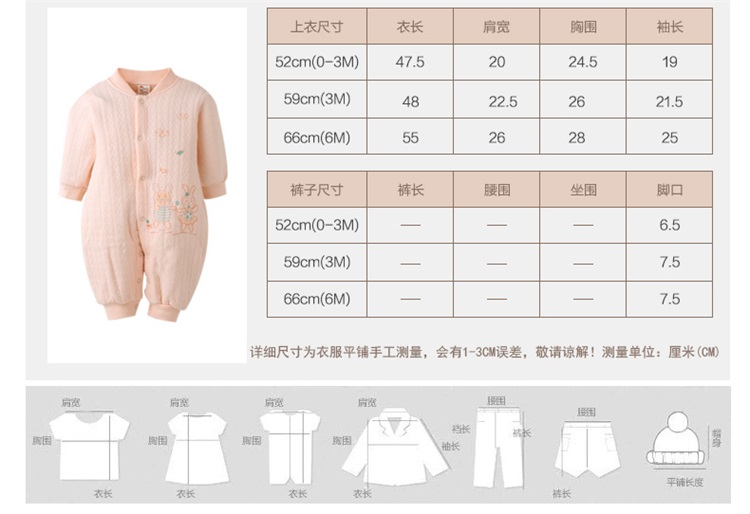 上衣尺寸 衣长 肩宽 胸围 袖长
52cm(0-3M) 47.5 20 24.5 19
59cm(3M) 48 22.5 26 21.5
66cm(6M) 55 26 28 25
裤子尺寸 裤长 腰围 坐围 脚口
52cm(0-3M) — — — 6.5
59cm(3M) — — — 7.5
66cm(6M) — — — 7.5
详细尺寸为衣服平铺手工测量，会有1-3CM误差，敬请谅解！测量单位：厘米(CM)
肩宽 肩宽 肩宽 肩宽 腰围 腰围
胸围 胸围 胸围 胸围 袖长 裆长 裤长 帽身
衣长 衣长 衣长 衣长 裤长 平铺长度